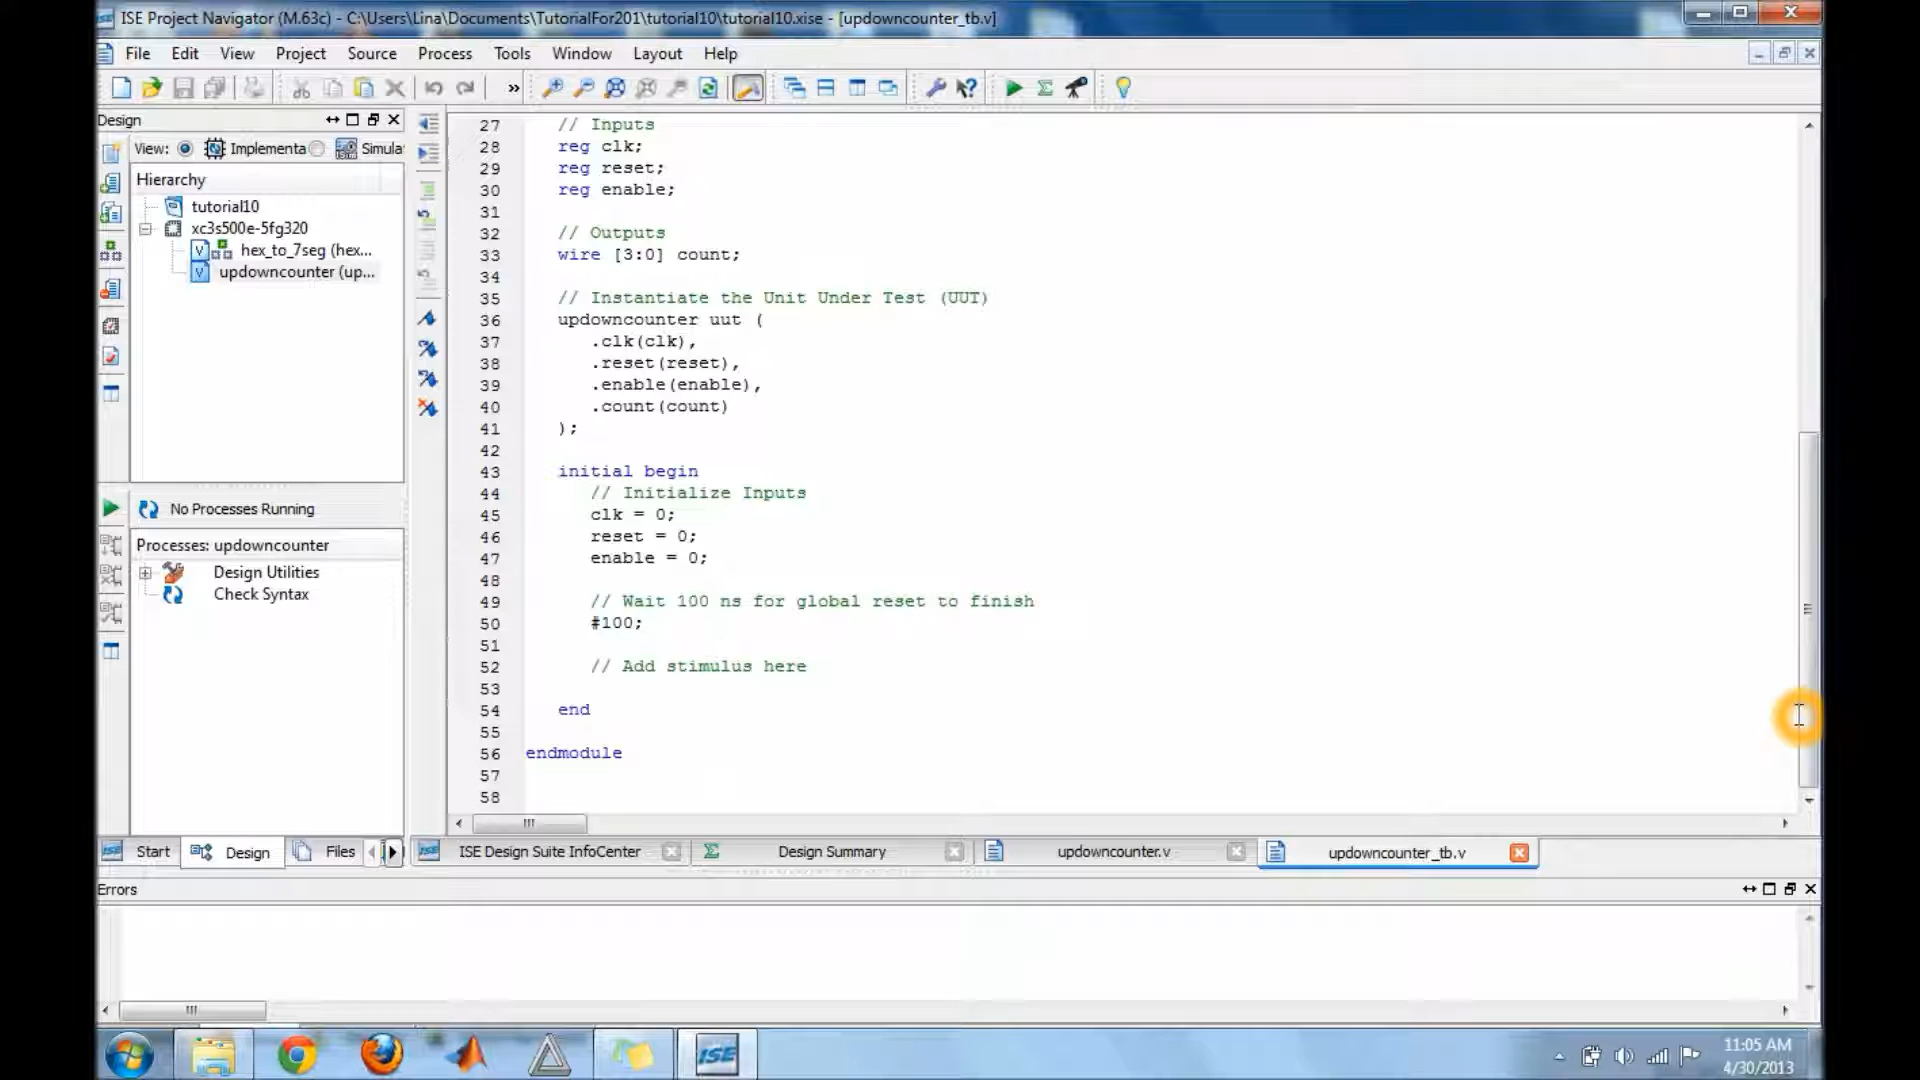 ISE Project Navigator (M.63c) - C:\Users\Lina\Documents\TutorialFor201\tutorial10\tutorial10.xise - [updowncounter_tb.v]
File Edit View Project Source Process Tools Window Layout Help
Design
View: Implementa Simula
Hierarchy
tutorial10
xc3s500e-5fg320
hex_to_7seg (hex...
updowncounter (up...
No Processes Running
Processes: updowncounter
Design Utilities
Check Syntax
Start Design Files
27 // Inputs
28 reg clk;
29 reg reset;
30 reg enable;
31
32 // Outputs
33 wire [3:0] count;
34
35 // Instantiate the Unit Under Test (UUT)
36 updowncounter uut (
37 .clk(clk),
38 .reset(reset),
39 .enable(enable),
40 .count(count)
41 );
42
43 initial begin
44 // Initialize Inputs
45 clk = 0;
46 reset = 0;
47 enable = 0;
48
49 // Wait 100 ns for global reset to finish
50 #100;
51
52 // Add stimulus here
53
54 end
55
56 endmodule
57
58
ISE Design Suite InfoCenter Design Summary updowncounter.v updowncounter_tb.v
Errors
ISE
11:05 AM
4/30/2013